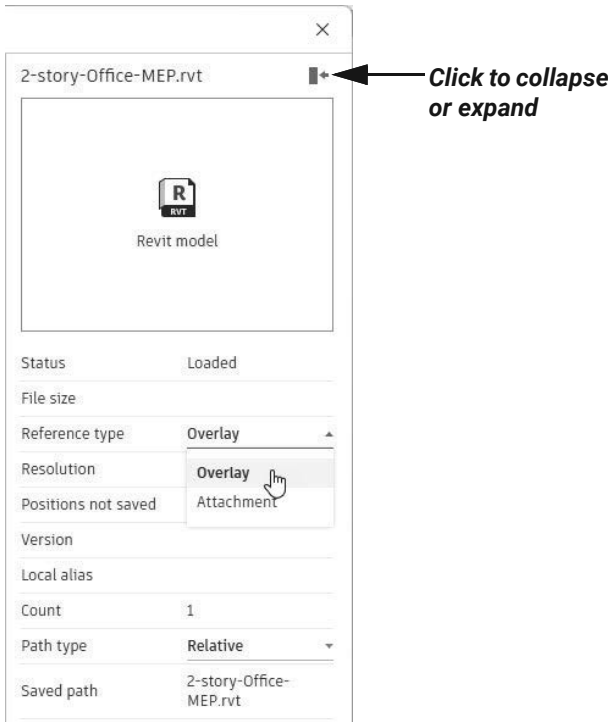 2-story-Office-MEP.rvt
Click to collapse
or expand
R
RVT
Revit model
Status Loaded
File size
Reference type Overlay
Resolution Overlay
Positions not saved Attachment
Version
Local alias
Count 1
Path type Relative
Saved path 2-story-Office-
MEP.rvt